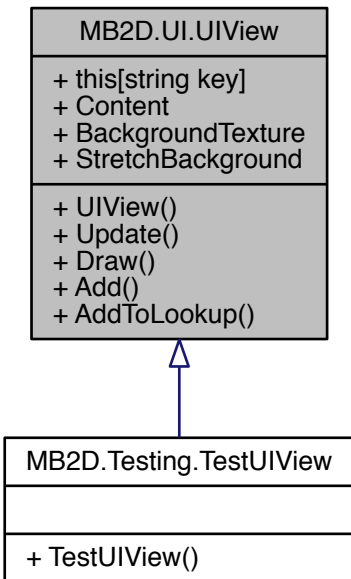 MB2D.UI.UIView
+ this[string key]
+ Content
+ BackgroundTexture
+ StretchBackground
+ UIView()
+ Update()
+ Draw()
+ Add()
+ AddToLookup()
MB2D.Testing.TestUIView
+ TestUIView()